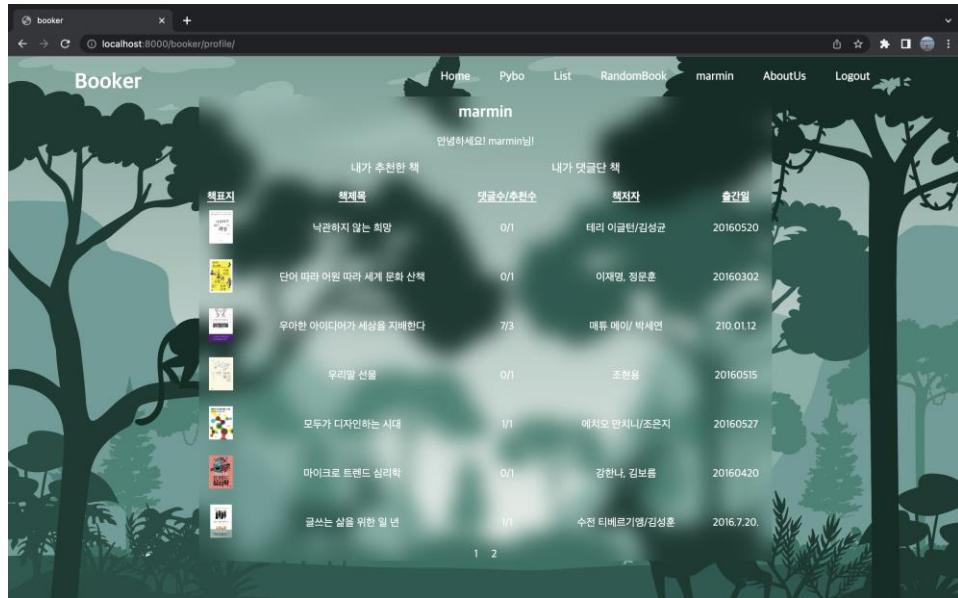 booker
localhost:8000/booker/profile/
Booker Home Pybo List RandomBook marmin AboutUs Logout
marmin
안녕하세요! marmin님!
내가 추천한 책 내가 댓글단 책
책표지 책제목 댓글수/추천수 책저자 출간일
낙관하지 않는 희망 0/1 테리 이글턴/김성균 20160520
단어 따라 어원 따라 세계 문화 산책 0/1 이재명, 정문훈 20160302
우아한 아이디어가 세상을 지배한다 7/3 매튜 메이/ 박세연 210.01.12
우리말 선물 0/1 조현용 20160515
모두가 디자인하는 시대 1/1 에치오 만치니/조은지 20160527
마이크로 트렌드 심리학 0/1 강한나, 김보름 20160420
글쓰는 삶을 위한 일 년 1/1 수전 티베르기앵/김성훈 2016.7.20.
1 2